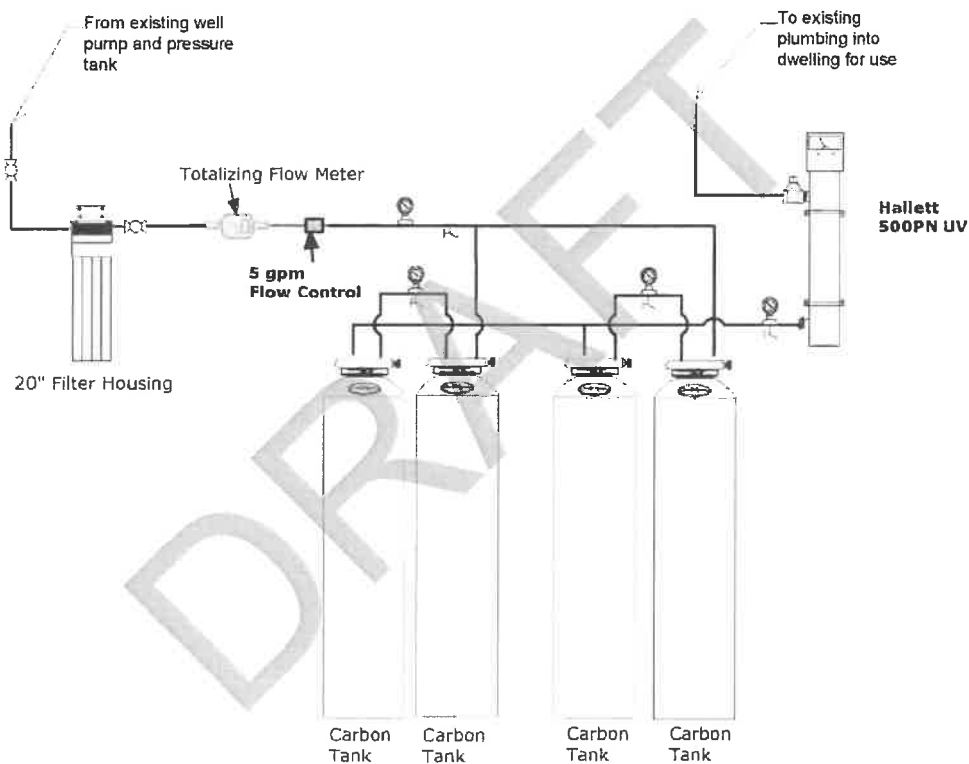 From existing well
pump and pressure
tank
To existing
plumbing into
dwelling for use
Totalizing Flow Meter
Hallett
500PN UV
5 gpm
Flow Control
20" Filter Housing
DRAFT
Carbon
Tank
Carbon
Tank
Carbon
Tank
Carbon
Tank